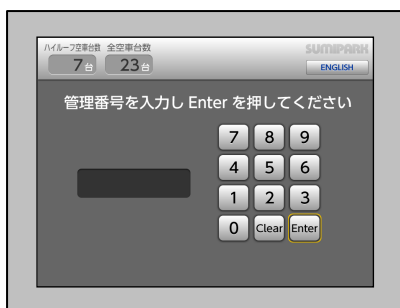 ハイルーフ空車台数 全空車台数 SUMIPARK
7台 23台 ENGLISH
管理番号を入力し Enter を押してください
7 8 9
4 5 6
1 2 3
0 Clear Enter